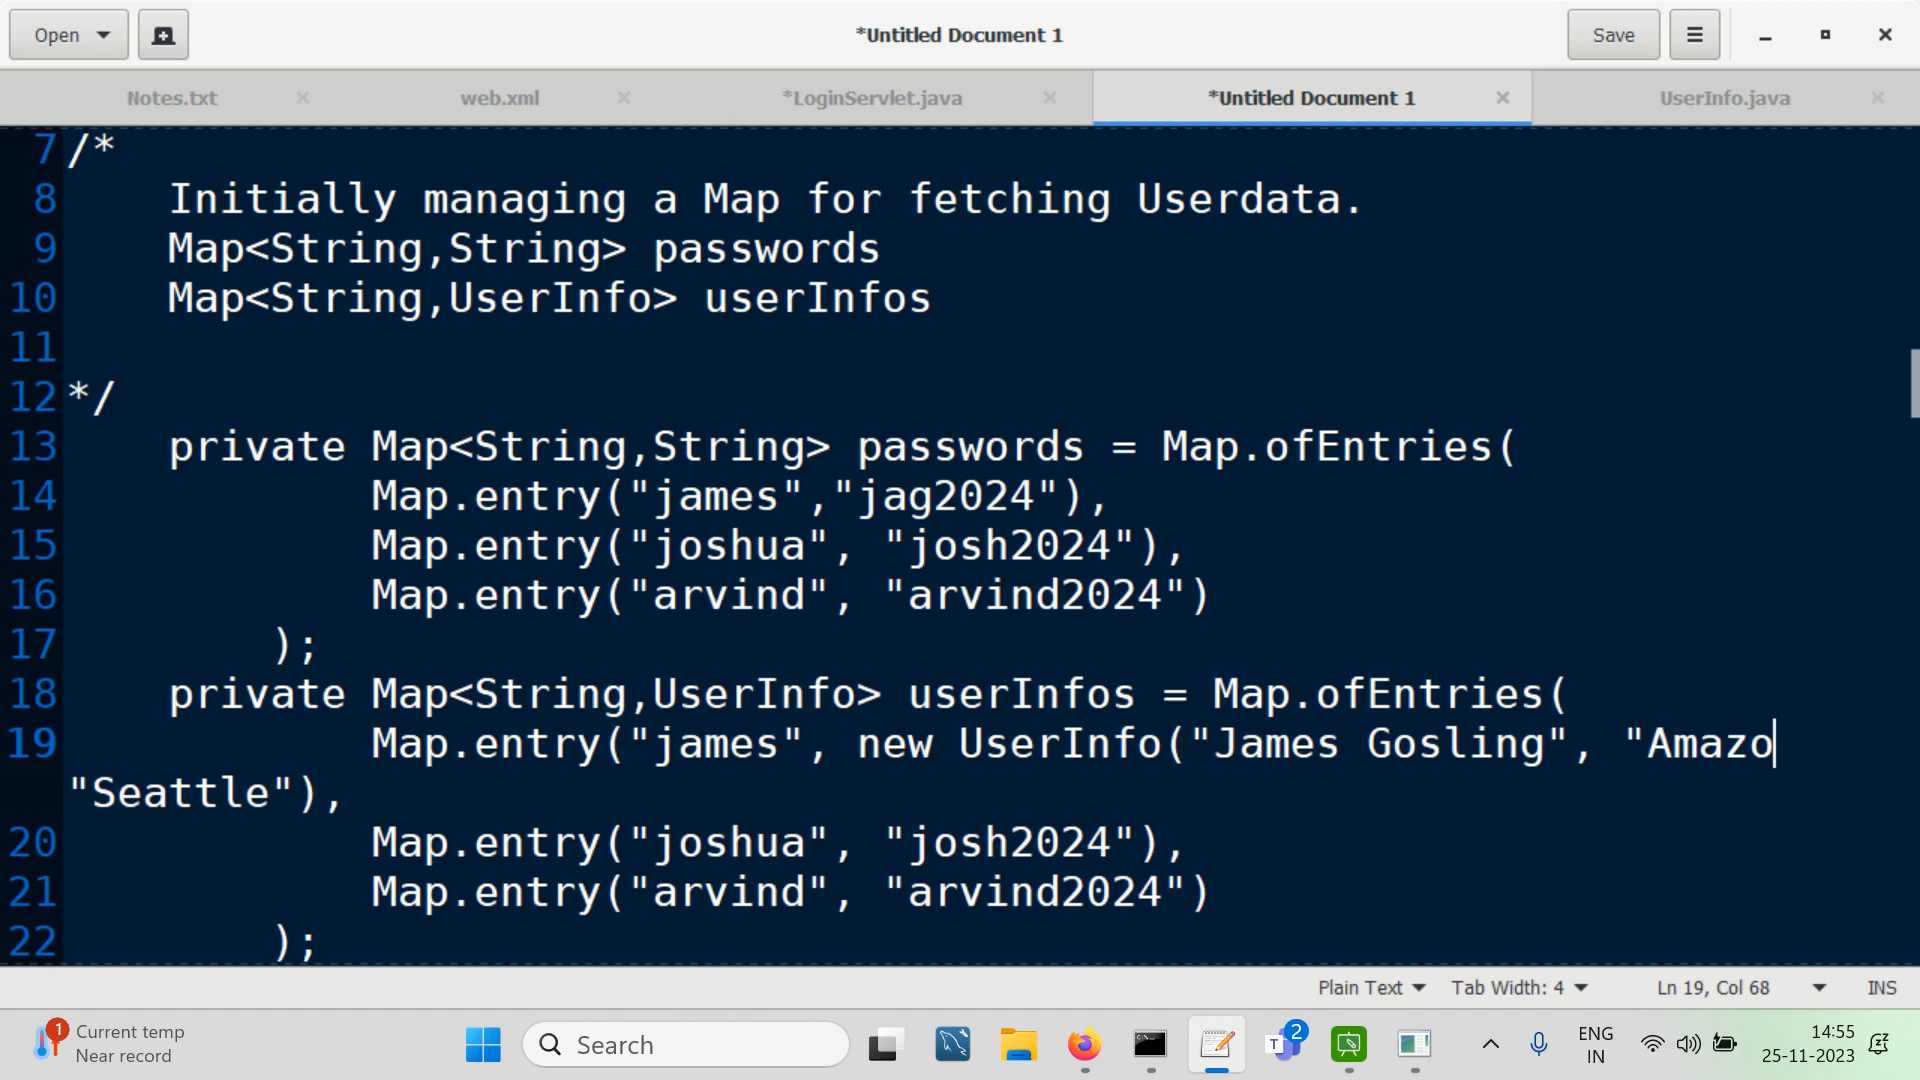 Open
*Untitled Document 1
Save
Notes.txt
web.xml
*LoginServlet.java
*Untitled Document 1
UserInfo.java
7 /*
8 Initially managing a Map for fetching Userdata.
9 Map<String,String> passwords
10 Map<String,UserInfo> userInfos
11
12 */
13 private Map<String,String> passwords = Map.ofEntries(
14 Map.entry("james","jag2024"),
15 Map.entry("joshua", "josh2024"),
16 Map.entry("arvind", "arvind2024")
17 );
18 private Map<String,UserInfo> userInfos = Map.ofEntries(
19 Map.entry("james", new UserInfo("James Gosling", "Amazo
"Seattle"),
20 Map.entry("joshua", "josh2024"),
21 Map.entry("arvind", "arvind2024")
22 );
Plain Text
Tab Width: 4
Ln 19, Col 68
INS
1
Current temp
Near record
Search
2
ENG
IN
14:55
25-11-2023